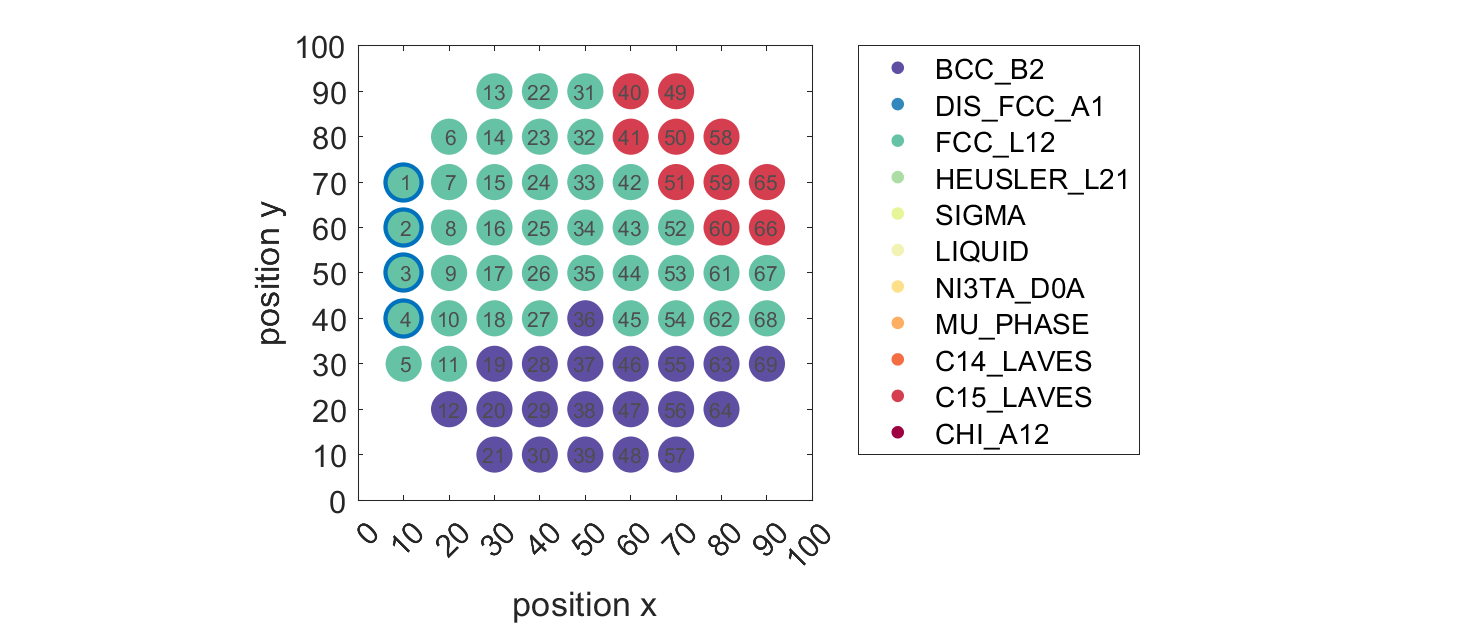 100
90
80
70
60
50
40
30
20
10
0
position y
13 22 31 40 49
6 14 23 32 41 50 58
1 7 15 24 33 42 51 59 65
2 8 16 25 34 43 52 60 66
3 9 17 26 35 44 53 61 67
4 10 18 27 36 45 54 62 68
5 11 19 28 37 46 55 63 69
12 20 29 38 47 56 64
21 30 39 48 57
0 10 20 30 40 50 60 70 80 90 100
position x
BCC_B2
DIS_FCC_A1
FCC_L12
HEUSLER_L21
SIGMA
LIQUID
NI3TA_D0A
MU_PHASE
C14_LAVES
C15_LAVES
CHI_A12